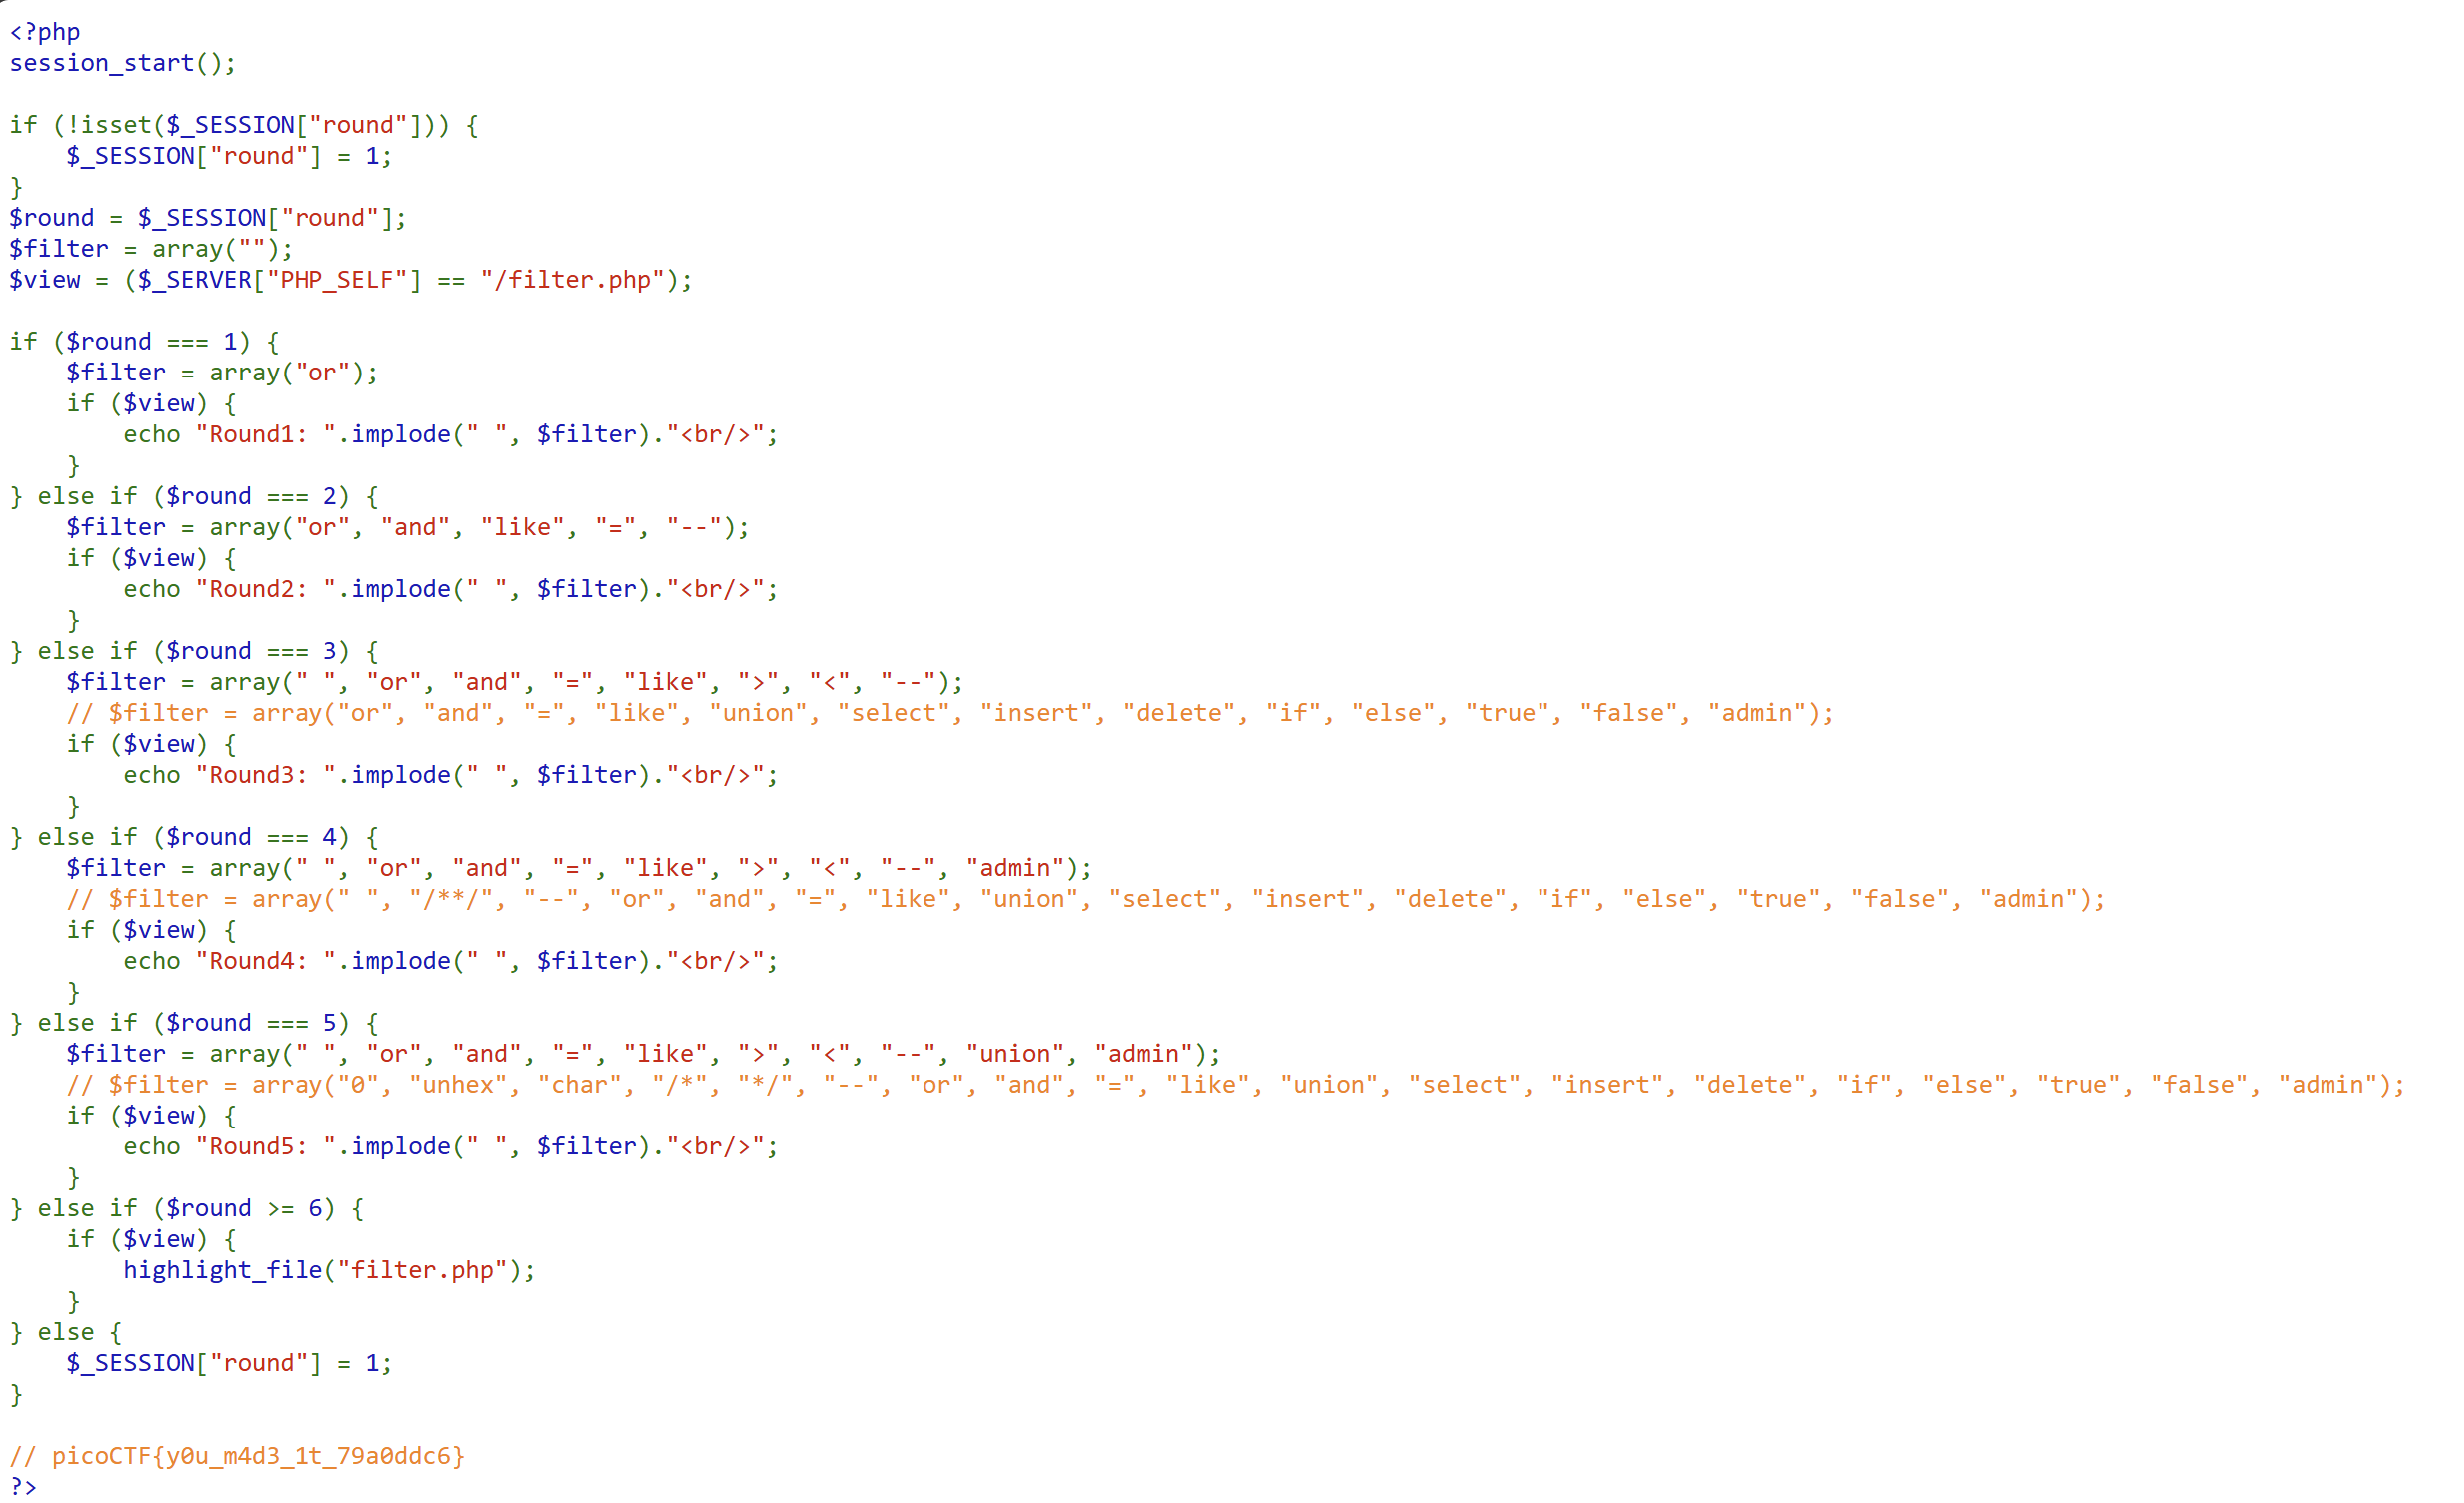 <?php
session_start();

if (!isset($_SESSION["round"])) {
    $_SESSION["round"] = 1;
}
$round = $_SESSION["round"];
$filter = array("");
$view = ($_SERVER["PHP_SELF"] == "/filter.php");

if ($round === 1) {
    $filter = array("or");
    if ($view) {
        echo "Round1: ".implode(" ", $filter)."<br/>";
    }
} else if ($round === 2) {
    $filter = array("or", "and", "like", "=", "--");
    if ($view) {
        echo "Round2: ".implode(" ", $filter)."<br/>";
    }
} else if ($round === 3) {
    $filter = array(" ", "or", "and", "=", "like", ">", "<", "--");
    // $filter = array("or", "and", "=", "like", "union", "select", "insert", "delete", "if", "else", "true", "false", "admin");
    if ($view) {
        echo "Round3: ".implode(" ", $filter)."<br/>";
    }
} else if ($round === 4) {
    $filter = array(" ", "or", "and", "=", "like", ">", "<", "--", "admin");
    // $filter = array(" ", "/**/", "--", "or", "and", "=", "like", "union", "select", "insert", "delete", "if", "else", "true", "false", "admin");
    if ($view) {
        echo "Round4: ".implode(" ", $filter)."<br/>";
    }
} else if ($round === 5) {
    $filter = array(" ", "or", "and", "=", "like", ">", "<", "--", "union", "admin");
    // $filter = array("0", "unhex", "char", "/*", "*/", "--", "or", "and", "=", "like", "union", "select", "insert", "delete", "if", "else", "true", "false", "admin");
    if ($view) {
        echo "Round5: ".implode(" ", $filter)."<br/>";
    }
} else if ($round >= 6) {
    if ($view) {
        highlight_file("filter.php");
    }
} else {
    $_SESSION["round"] = 1;
}

// picoCTF{y0u_m4d3_1t_79a0ddc6}
?>